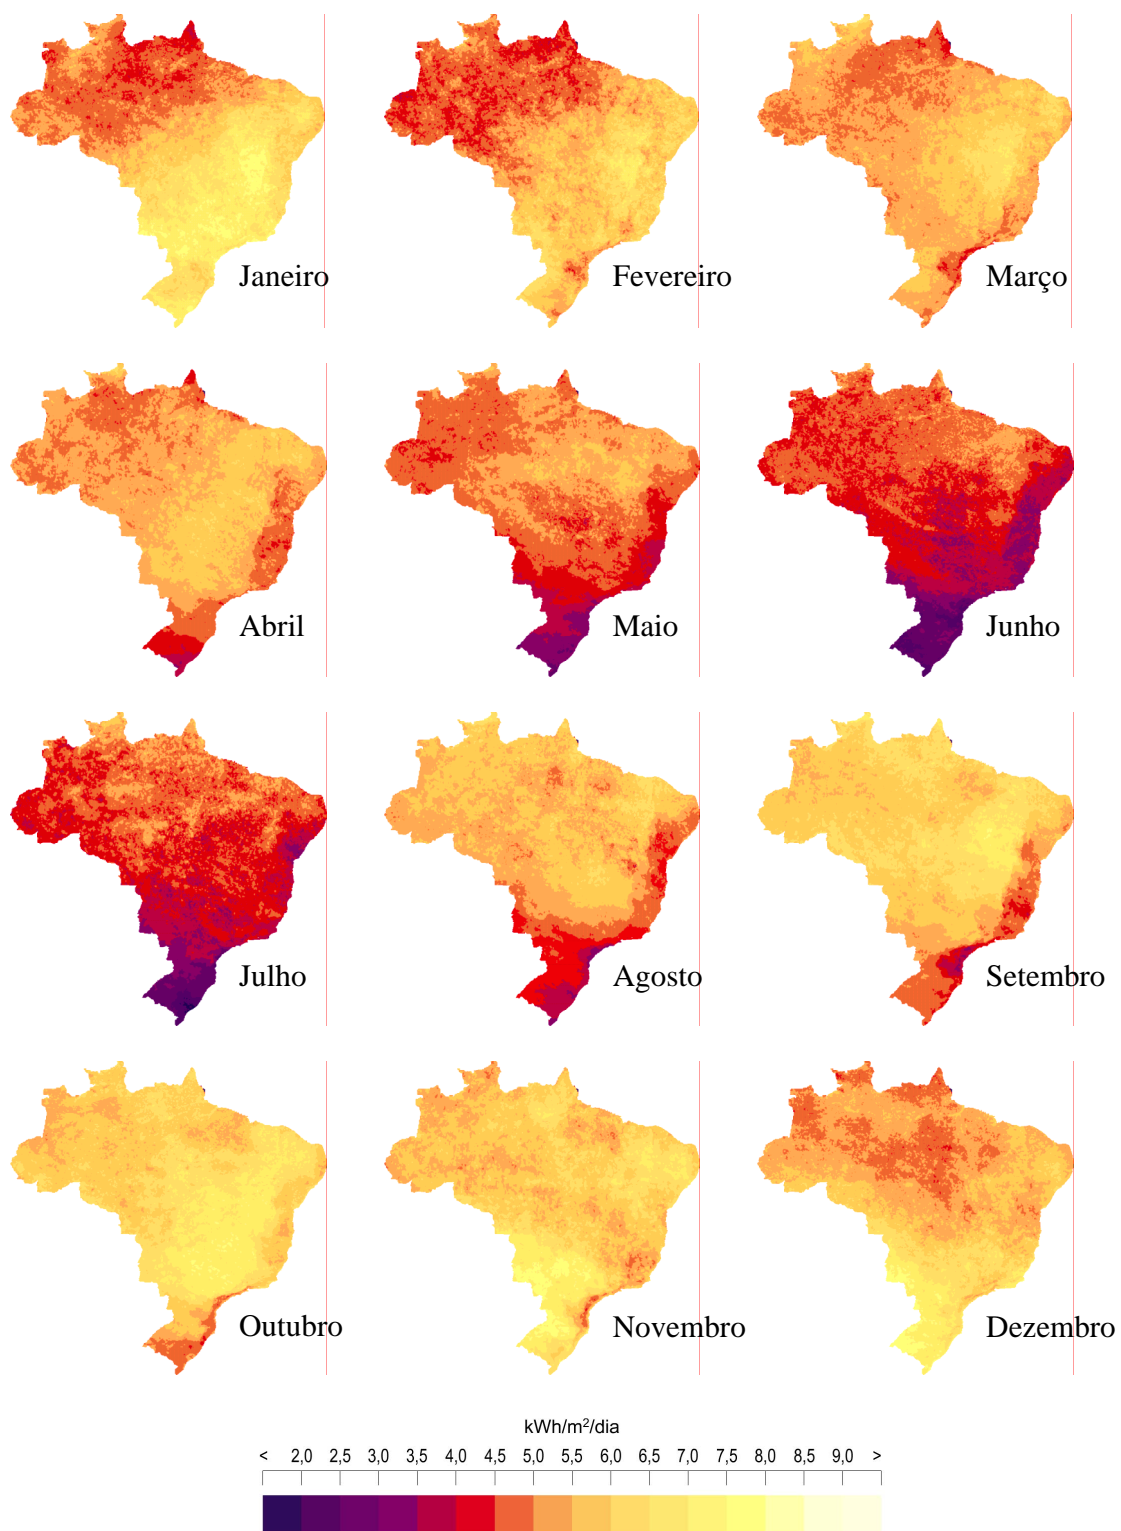 Janeiro
Fevereiro
Março
Abril
Maio
Junho
Julho
Agosto
Setembro
Outubro
Novembro
Dezembro
kWh/m²/dia
< 2,0 2,5 3,0 3,5 4,0 4,5 5,0 5,5 6,0 6,5 7,0 7,5 8,0 8,5 9,0 >